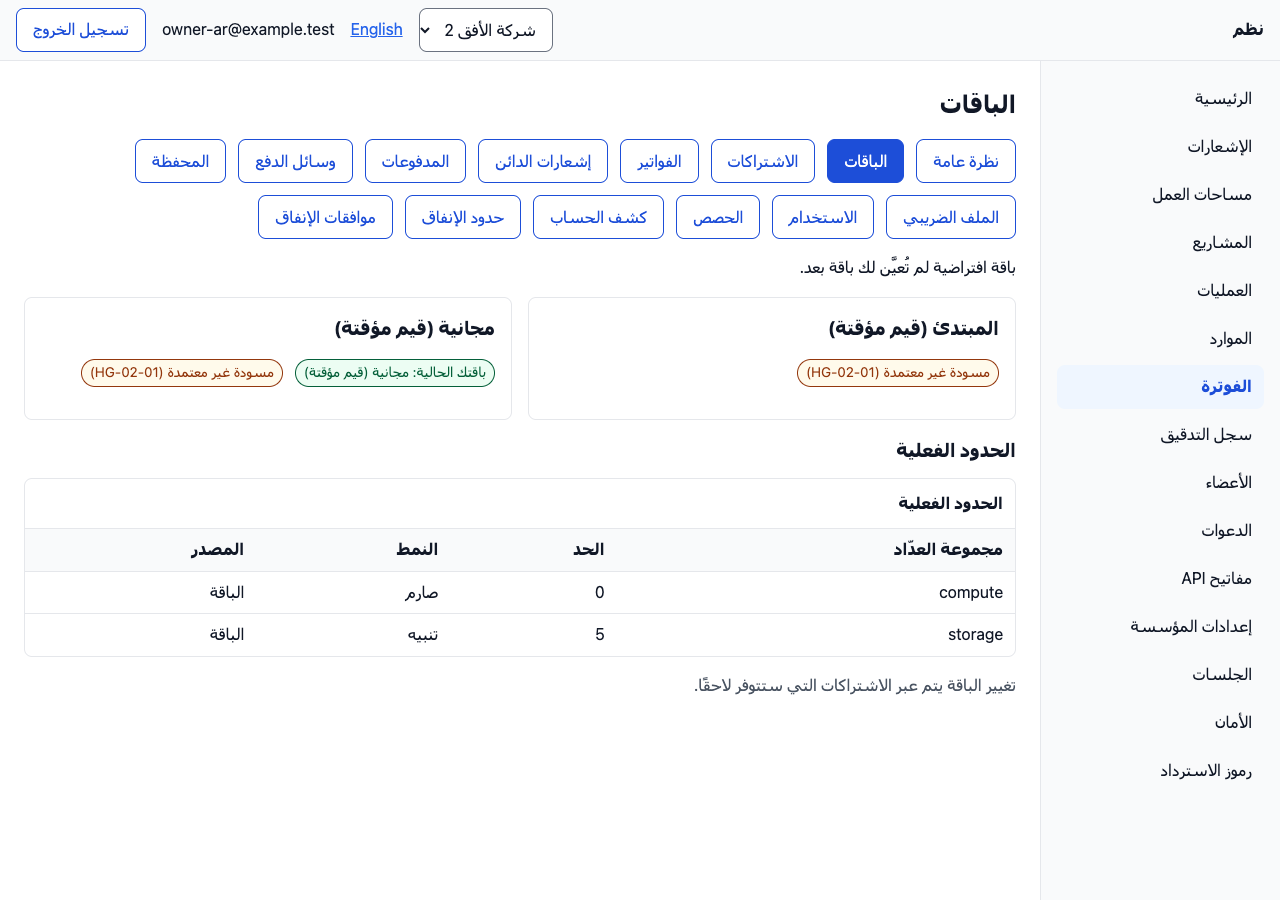 نظم
شركة الأفق 2
English
owner-ar@example.test
تسجيل الخروج
الرئيسية
الإشعارات
مساحات العمل
المشاريع
العمليات
الموارد
الفوترة
سجل التدقيق
الأعضاء
الدعوات
مفاتيح API
إعدادات المؤسسة
الجلسات
الأمان
رموز الاسترداد
الباقات
نظرة عامة الباقات الاشتراكات الفواتير إشعارات الدائن المدفوعات وسائل الدفع المحفظة
الملف الضريبي الاستخدام الحصص كشف الحساب حدود الإنفاق موافقات الإنفاق
باقة افتراضية لم تُعيَّن لك باقة بعد.
المبتدئ (قيم مؤقتة)
مسودة غير معتمدة (HG-02-01)
مجانية (قيم مؤقتة)
باقتك الحالية: مجانية (قيم مؤقتة) مسودة غير معتمدة (HG-02-01)
الحدود الفعلية
الحدود الفعلية
مجموعة العدّاد الحد النمط المصدر
compute 0 صارم الباقة
storage 5 تنبيه الباقة
تغيير الباقة يتم عبر الاشتراكات التي ستتوفر لاحقًا.